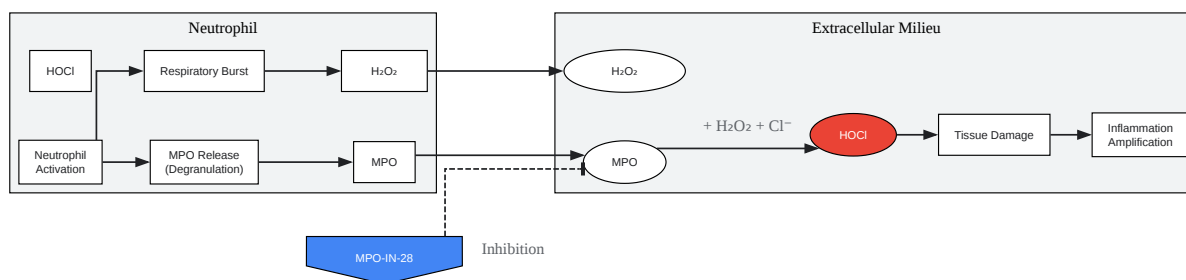 Neutrophil
HOCl
Respiratory Burst
H₂O₂
Neutrophil
Activation
MPO Release
(Degranulation)
MPO
Extracellular Milieu
H₂O₂
MPO
+ H₂O₂ + Cl⁻
HOCl
Tissue Damage
Inflammation
Amplification
MPO-IN-28
Inhibition